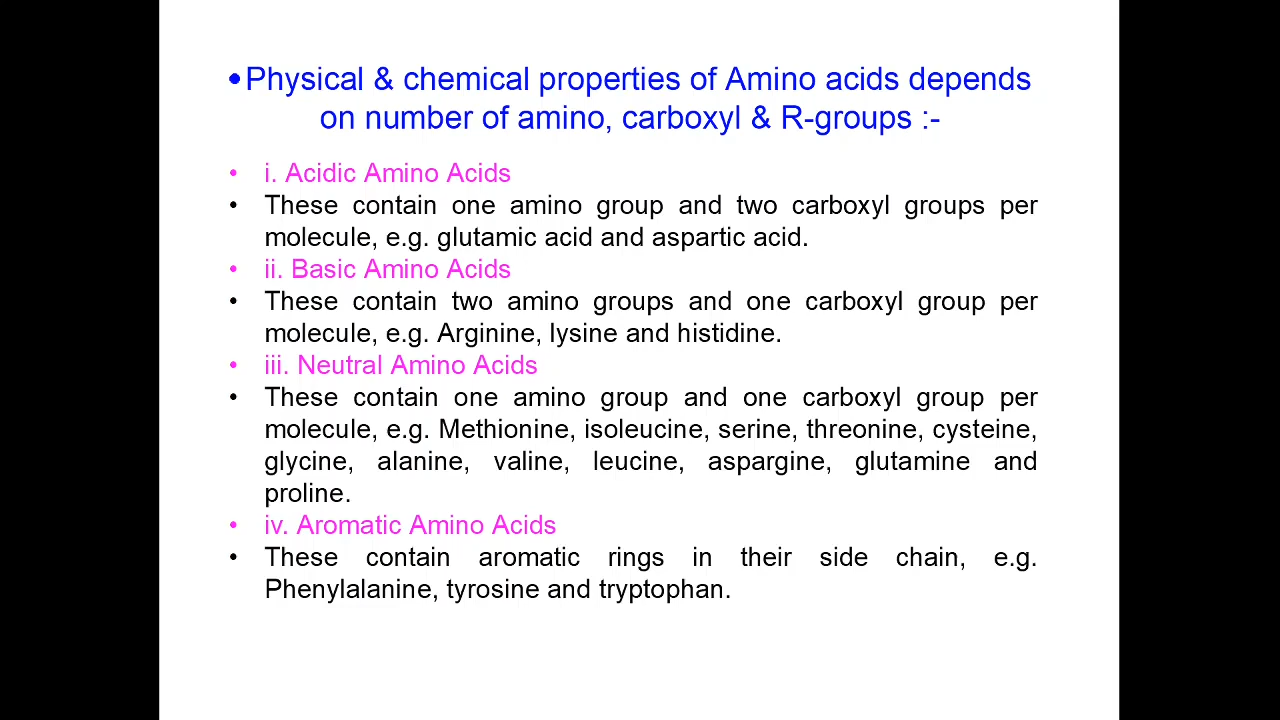 •Physical & chemical properties of Amino acids depends
on number of amino, carboxyl & R-groups :-
• i. Acidic Amino Acids
• These contain one amino group and two carboxyl groups per
molecule, e.g. glutamic acid and aspartic acid.
• ii. Basic Amino Acids
• These contain two amino groups and one carboxyl group per
molecule, e.g. Arginine, lysine and histidine.
• iii. Neutral Amino Acids
• These contain one amino group and one carboxyl group per
molecule, e.g. Methionine, isoleucine, serine, threonine, cysteine,
glycine, alanine, valine, leucine, aspargine, glutamine and
proline.
• iv. Aromatic Amino Acids
• These contain aromatic rings in their side chain, e.g.
Phenylalanine, tyrosine and tryptophan.